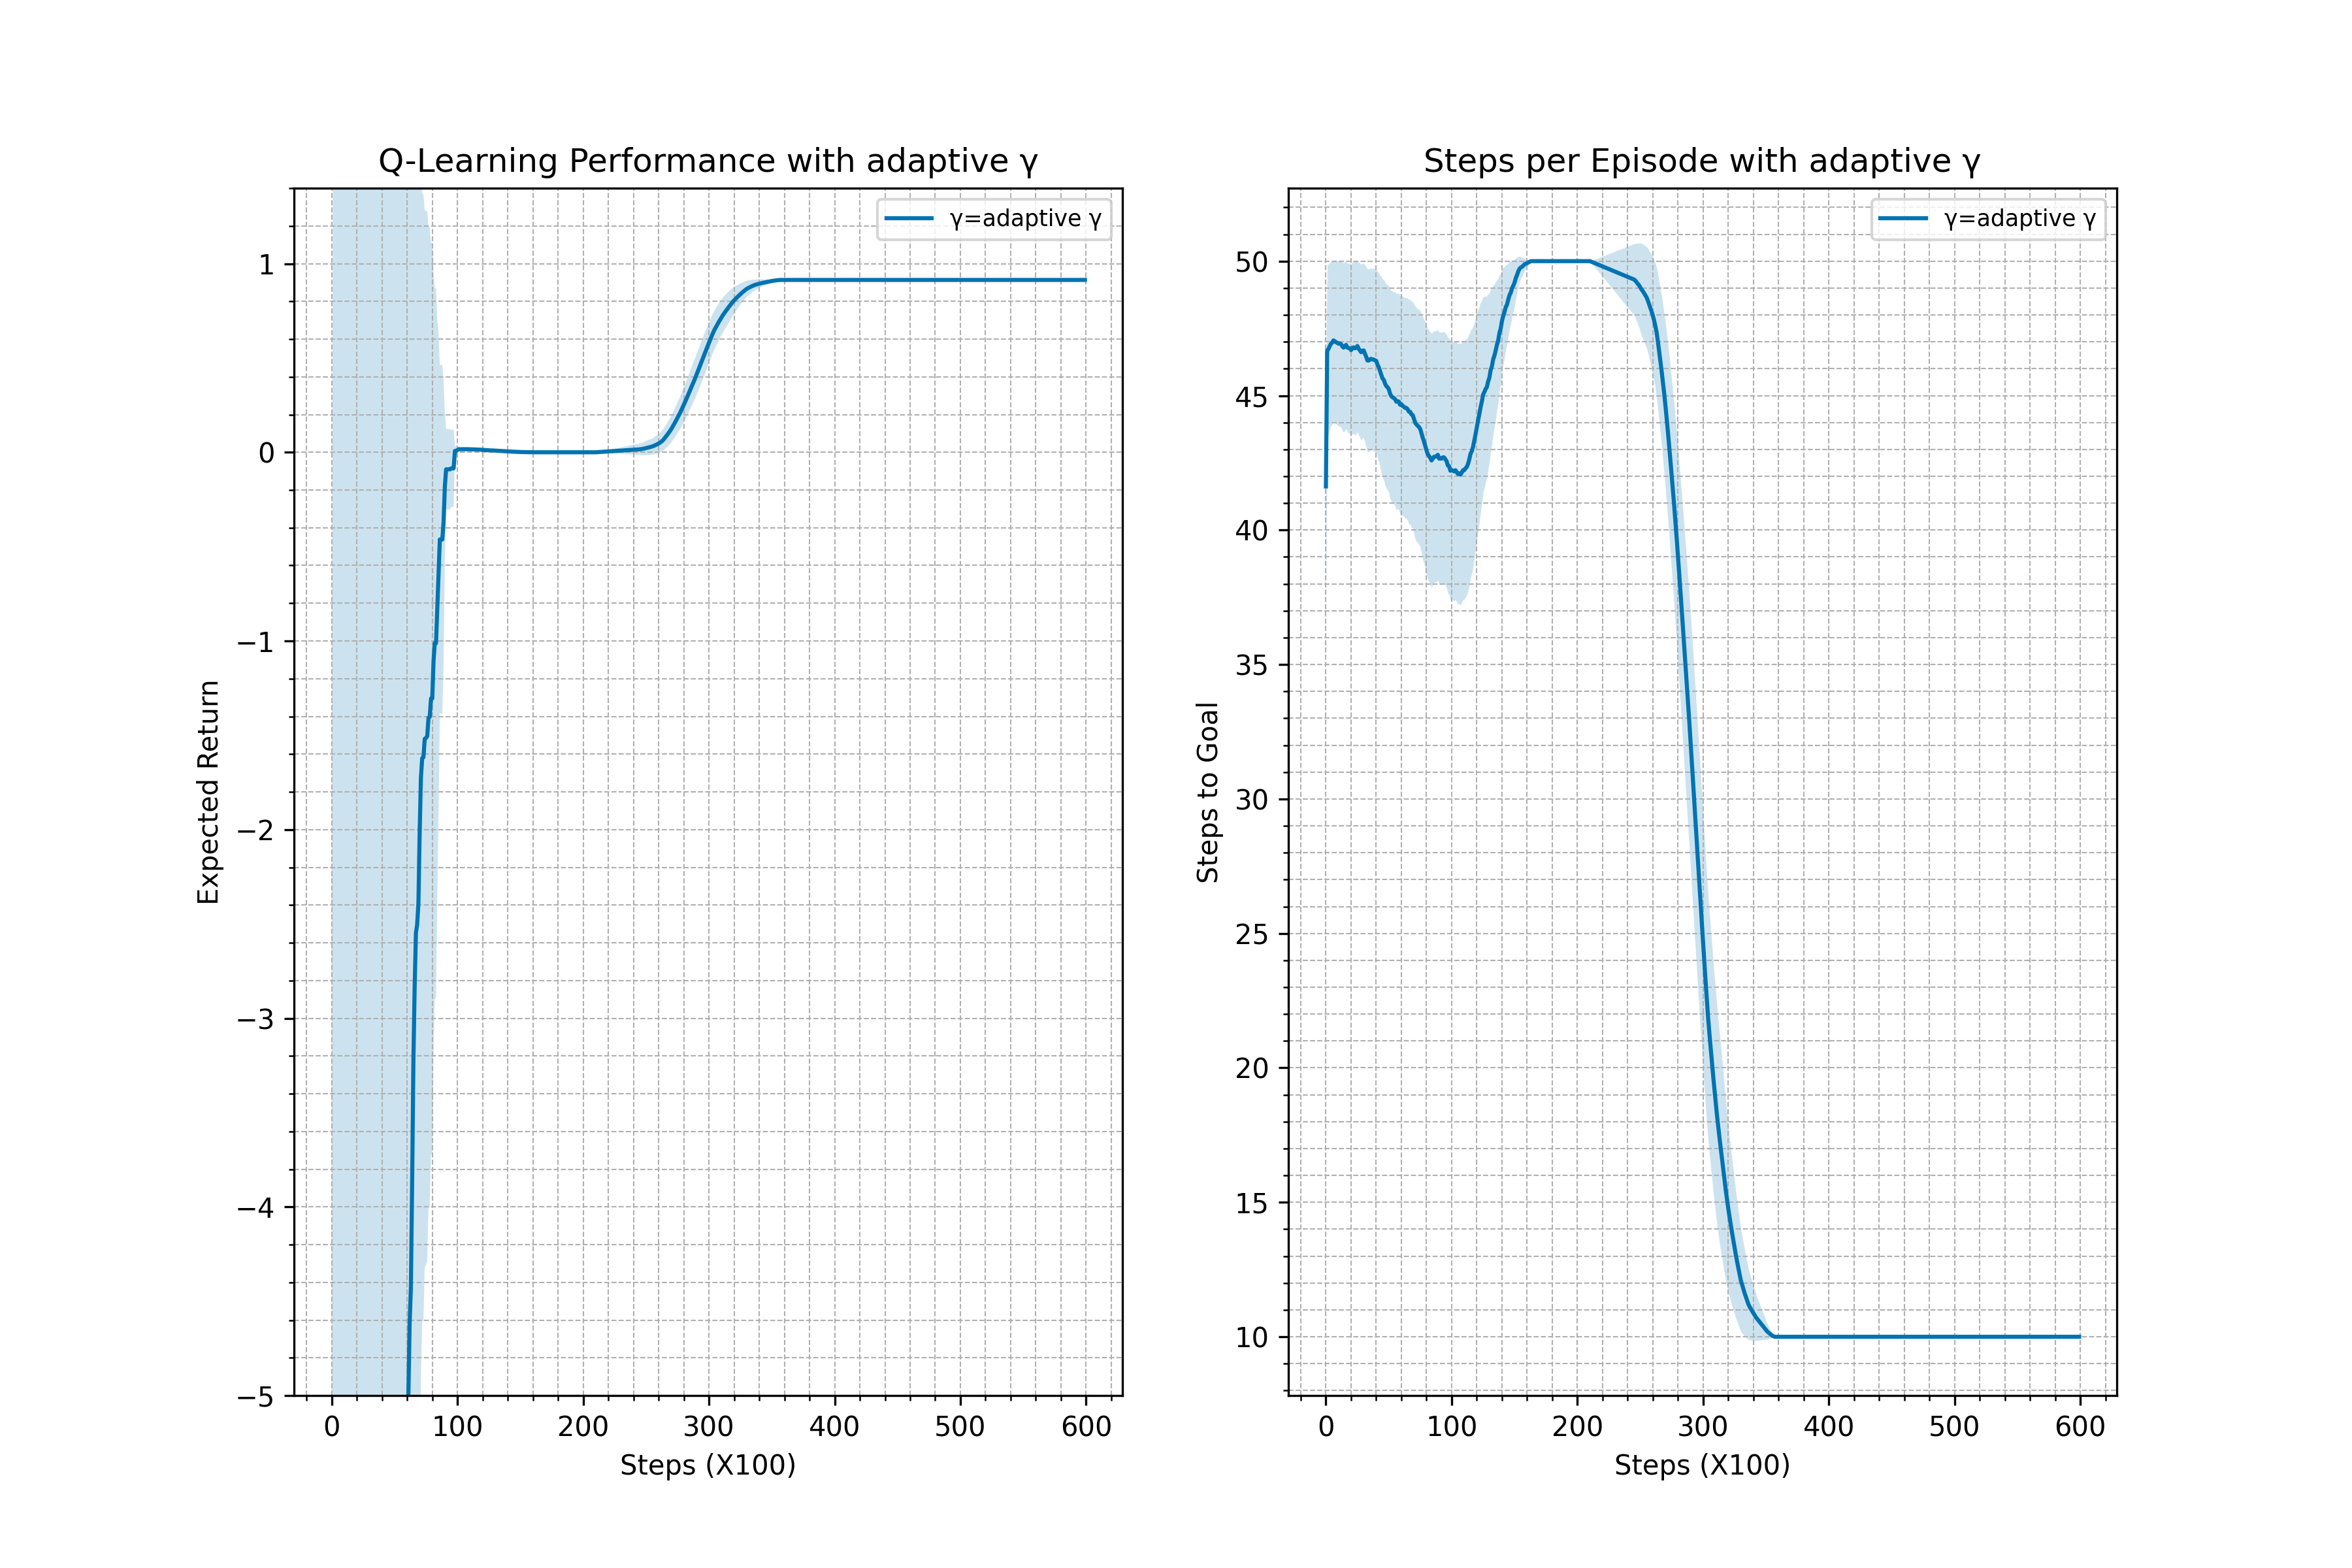 Q-Learning Performance with adaptive γ
γ=adaptive γ
1
0
−1
−2
−3
−4
−5
Expected Return
0 100 200 300 400 500 600
Steps (X100)
Steps per Episode with adaptive γ
γ=adaptive γ
50
45
40
35
30
25
20
15
10
Steps to Goal
0 100 200 300 400 500 600
Steps (X100)